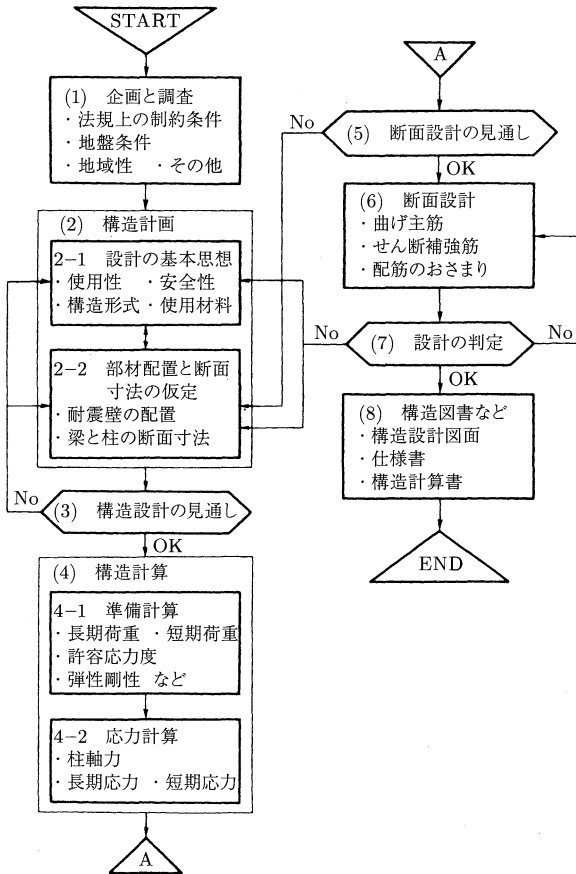 START
(1) 企画と調査
・法規上の制約条件
・地盤条件
・地域性 ・その他
(2) 構造計画
2-1 設計の基本思想
・使用性 ・安全性
・構造形式 ・使用材料
2-2 部材配置と断面
寸法の仮定
・耐震壁の配置
・梁と柱の断面寸法
No
(3) 構造設計の見通し
OK
(4) 構造計算
4-1 準備計算
・長期荷重 ・短期荷重
・許容応力度
・弾性剛性 など
4-2 応力計算
・柱軸力
・長期応力 ・短期応力
A
A
No
(5) 断面設計の見通し
OK
(6) 断面設計
・曲げ主筋
・せん断補強筋
・配筋のおさまり
No
(7) 設計の判定
No
OK
(8) 構造図書など
・構造設計図面
・仕様書
・構造計算書
END